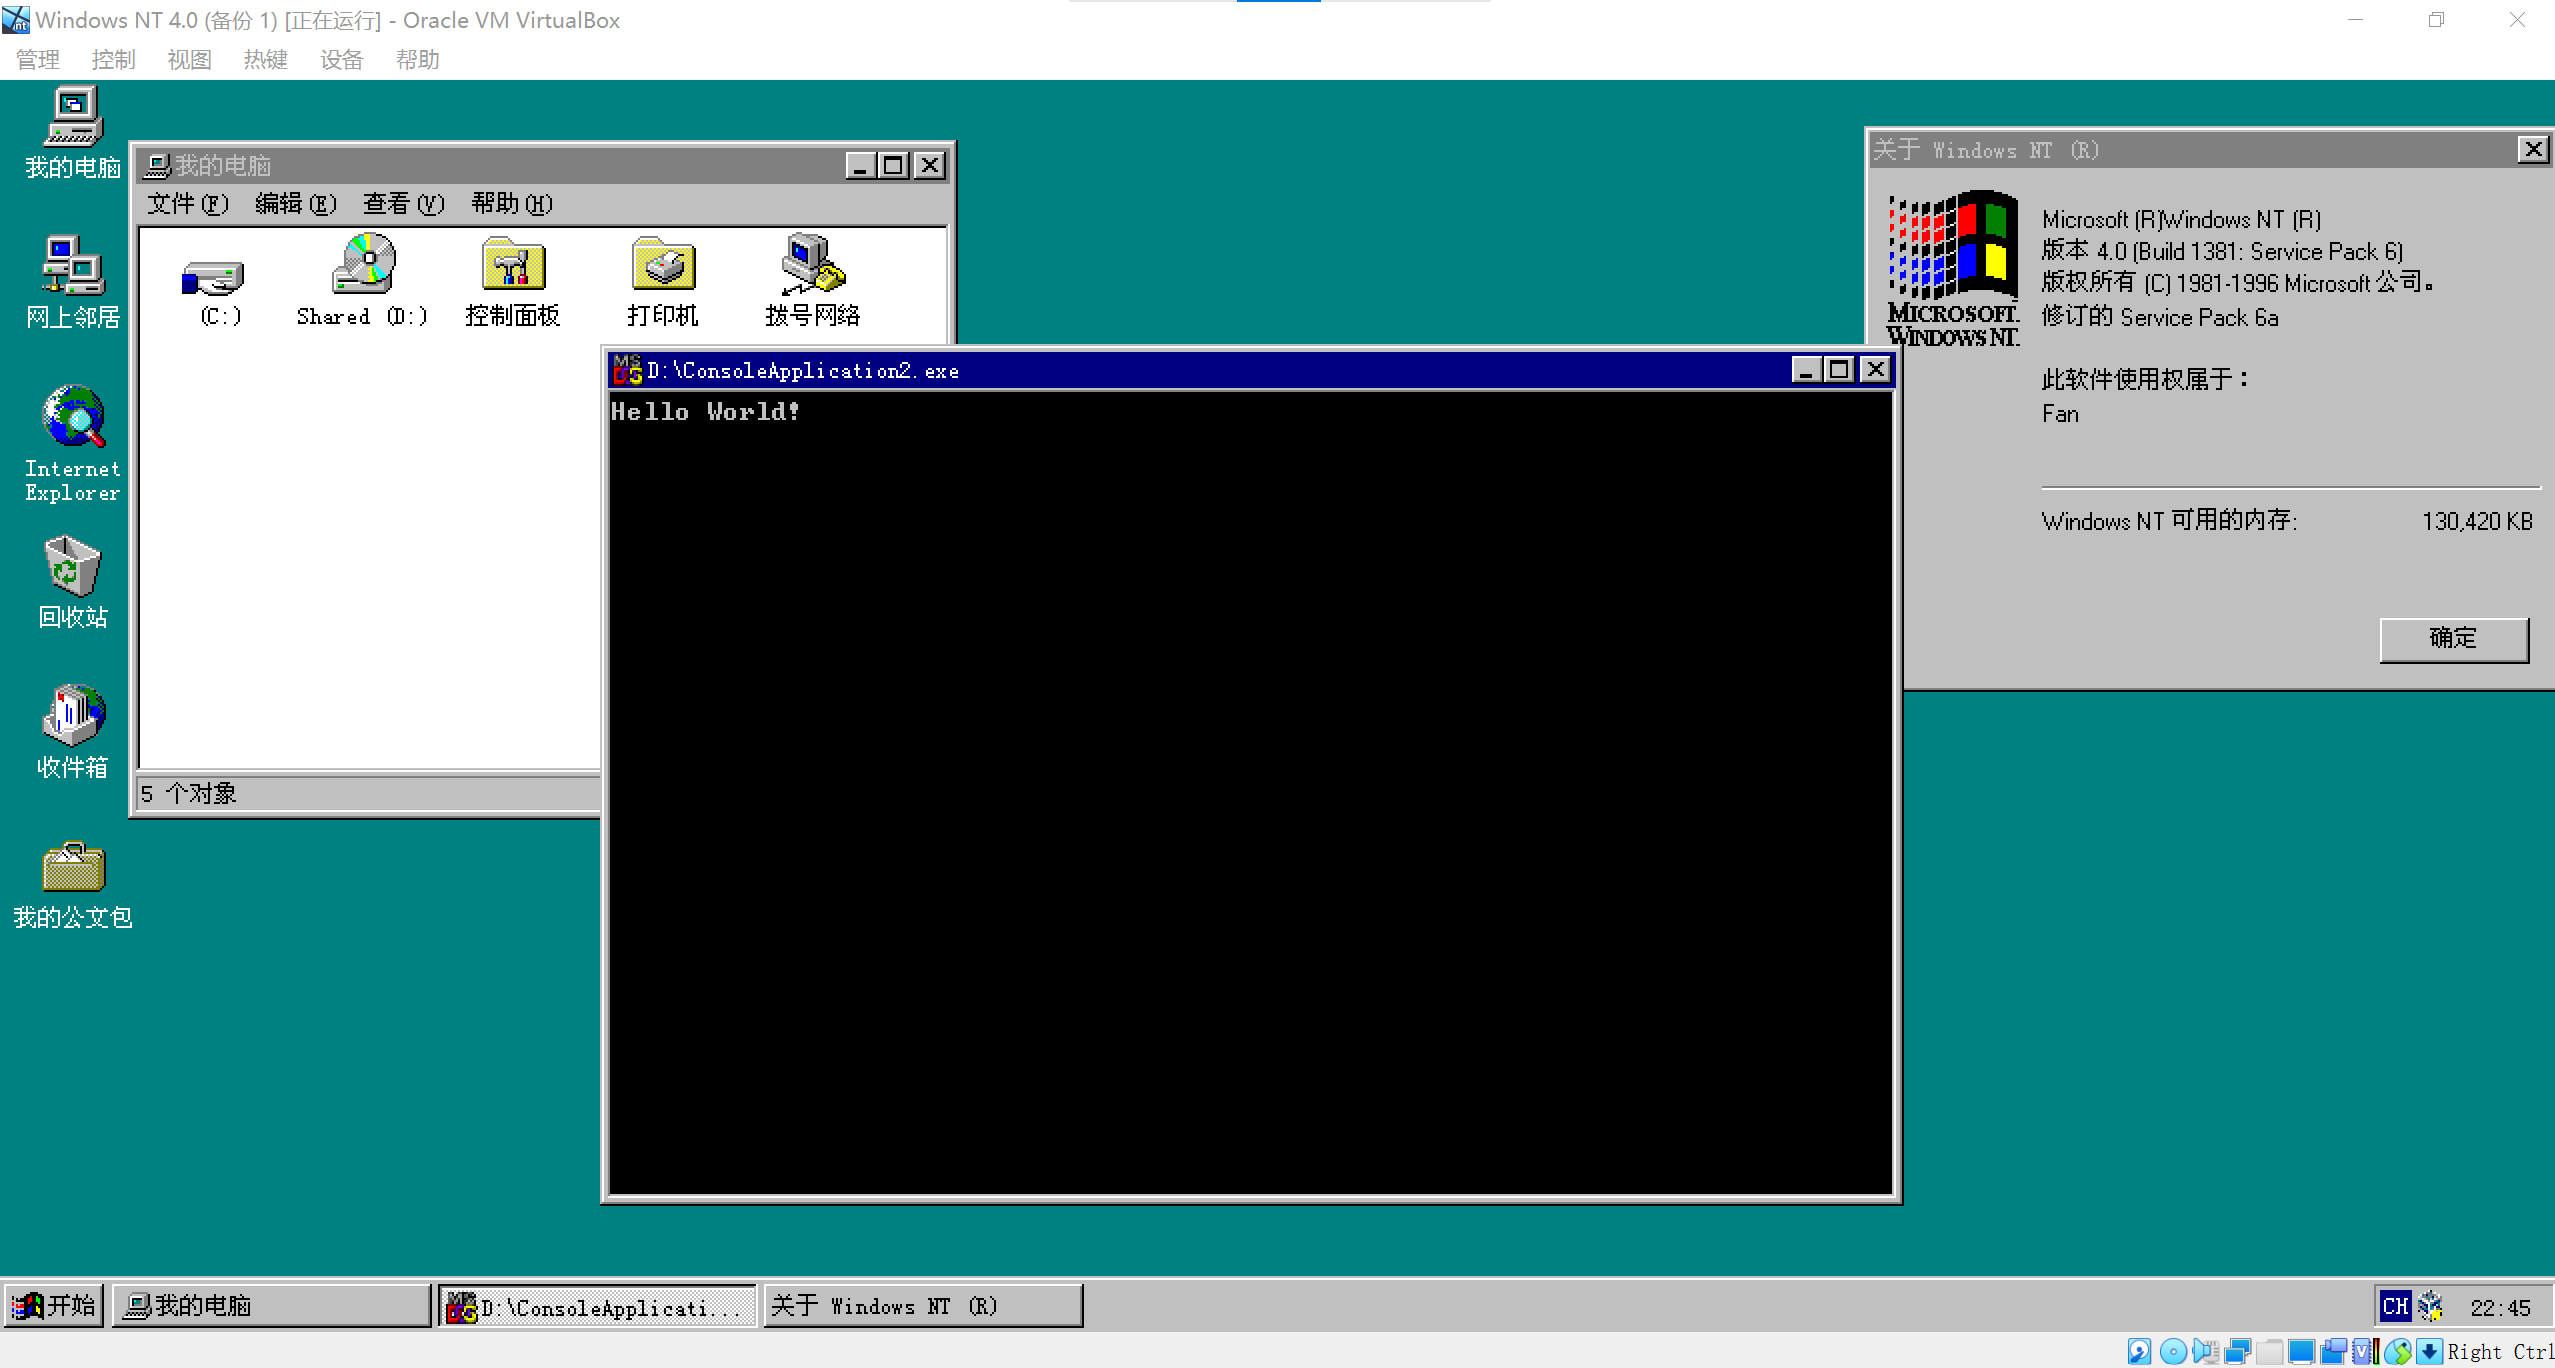 Windows NT 4.0 (备份 1) [正在运行] - Oracle VM VirtualBox
管理 控制 视图 热键 设备 帮助
我的电脑
网上邻居
Internet
Explorer
回收站
收件箱
我的公文包
我的电脑
文件(F) 编辑(E) 查看(V) 帮助(H)
(C:) Shared (D:) 控制面板 打印机 拨号网络
5 个对象
D:\ConsoleApplication2.exe
Hello World!
关于 Windows NT (R)
MICROSOFT.
WINDOWS NT.
Microsoft (R)Windows NT (R)
版本 4.0 (Build 1381: Service Pack 6)
版权所有 (C) 1981-1996 Microsoft 公司。
修订的 Service Pack 6a
此软件使用权属于：
Fan
Windows NT 可用的内存: 130,420 KB
确定
开始 我的电脑 D:\ConsoleApplicati... 关于 Windows NT (R) CH 22:45
Right Ctrl